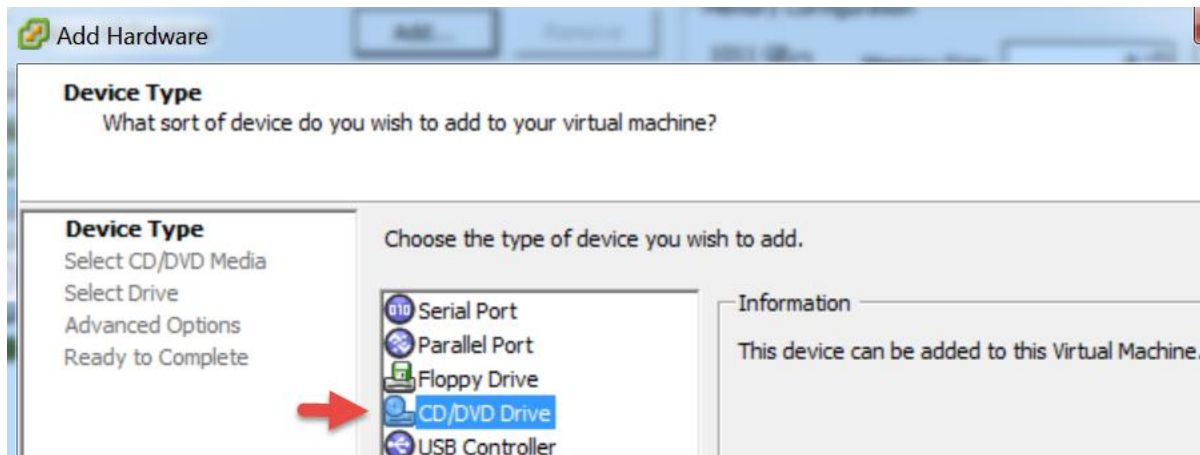 Add Hardware
Device Type
What sort of device do you wish to add to your virtual machine?
Device Type
Select CD/DVD Media
Select Drive
Advanced Options
Ready to Complete
Choose the type of device you wish to add.
Serial Port
Parallel Port
Floppy Drive
CD/DVD Drive
USB Controller
Information
This device can be added to this Virtual Machine.